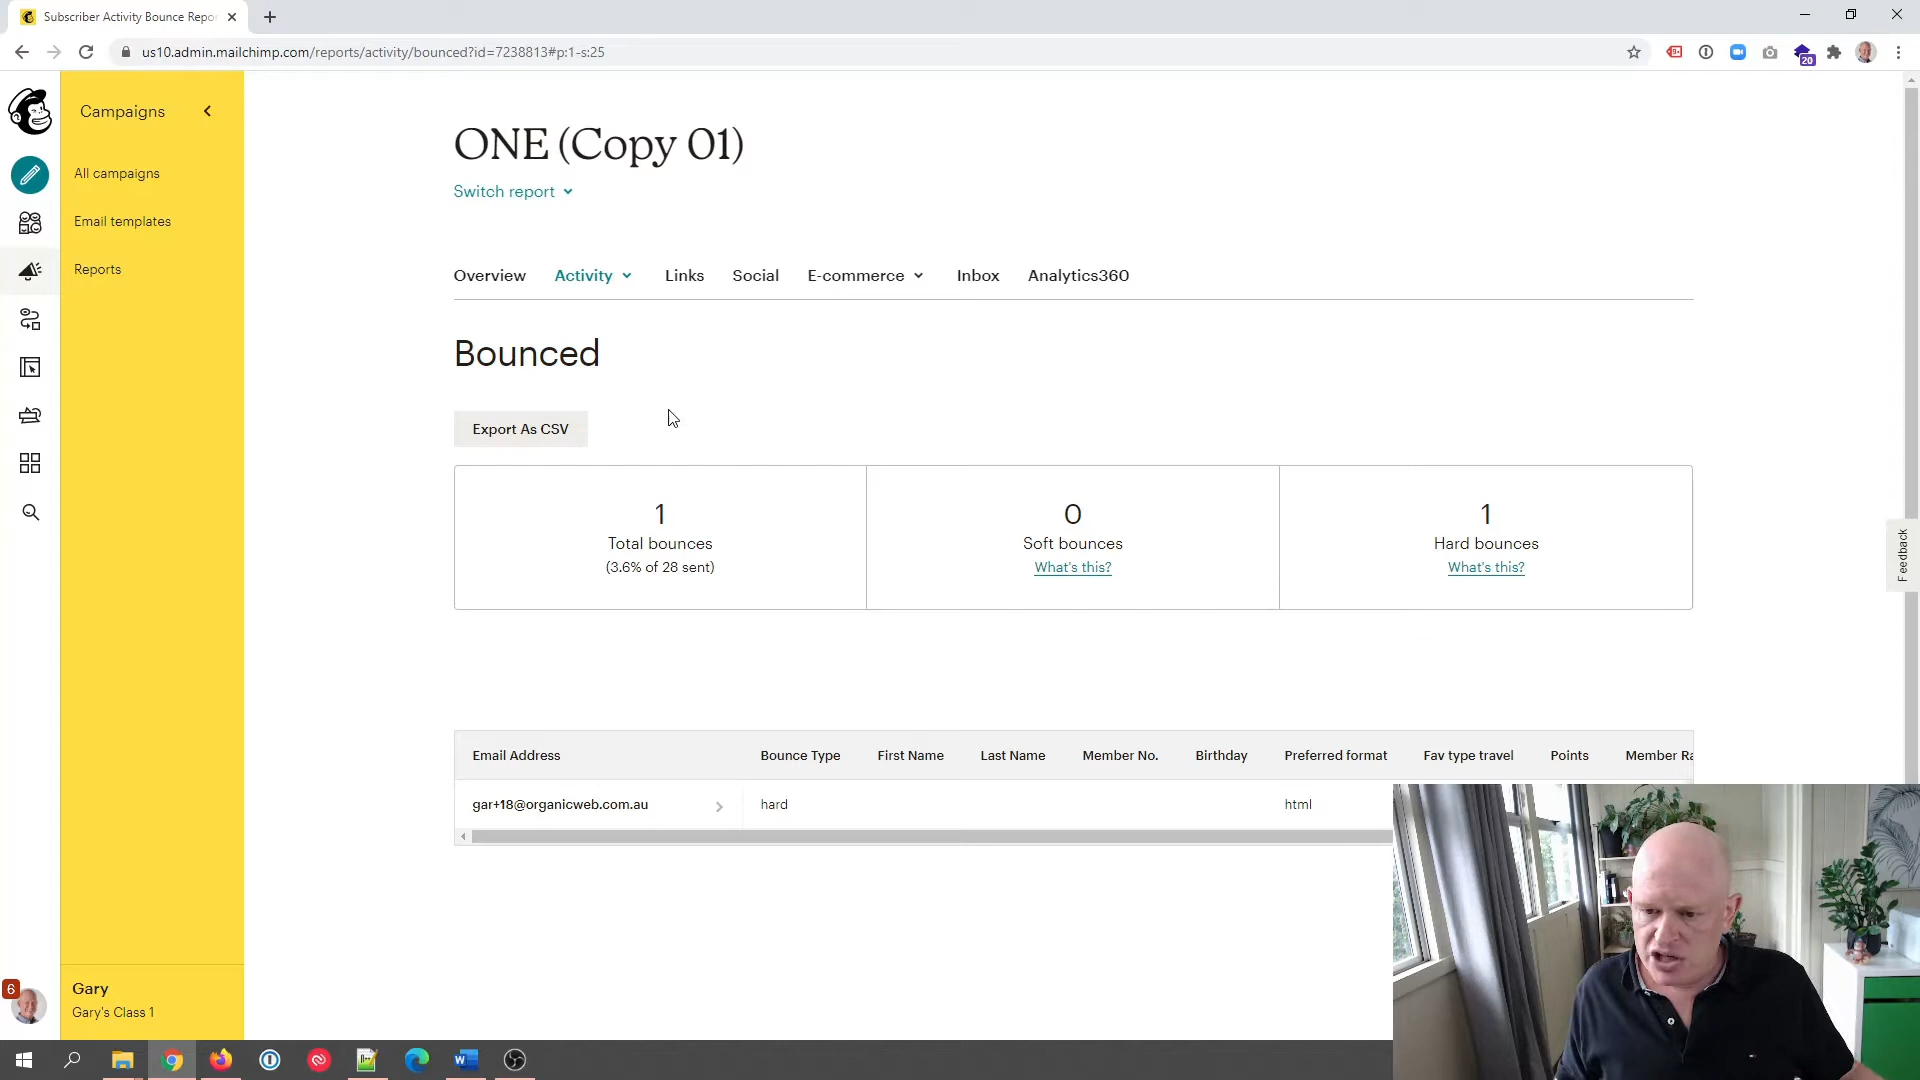 Subscriber Activity Bounce Repor
us10.admin.mailchimp.com/reports/activity/bounced?id=7238813#p:1-s:25
20
Campaigns
All campaigns
Email templates
Reports
ONE (Copy 01)
Switch report
Overview
Activity
Links
Social
E-commerce
Inbox
Analytics360
Bounced
Export As CSV
1
Total bounces
(3.6% of 28 sent)
0
Soft bounces
What's this?
1
Hard bounces
What's this?
Feedback
Email Address
Bounce Type
First Name
Last Name
Member No.
Birthday
Preferred format
Fav type travel
Points
Member Ra
gar+18@organicweb.com.au
hard
html
6
Gary
Gary's Class 1